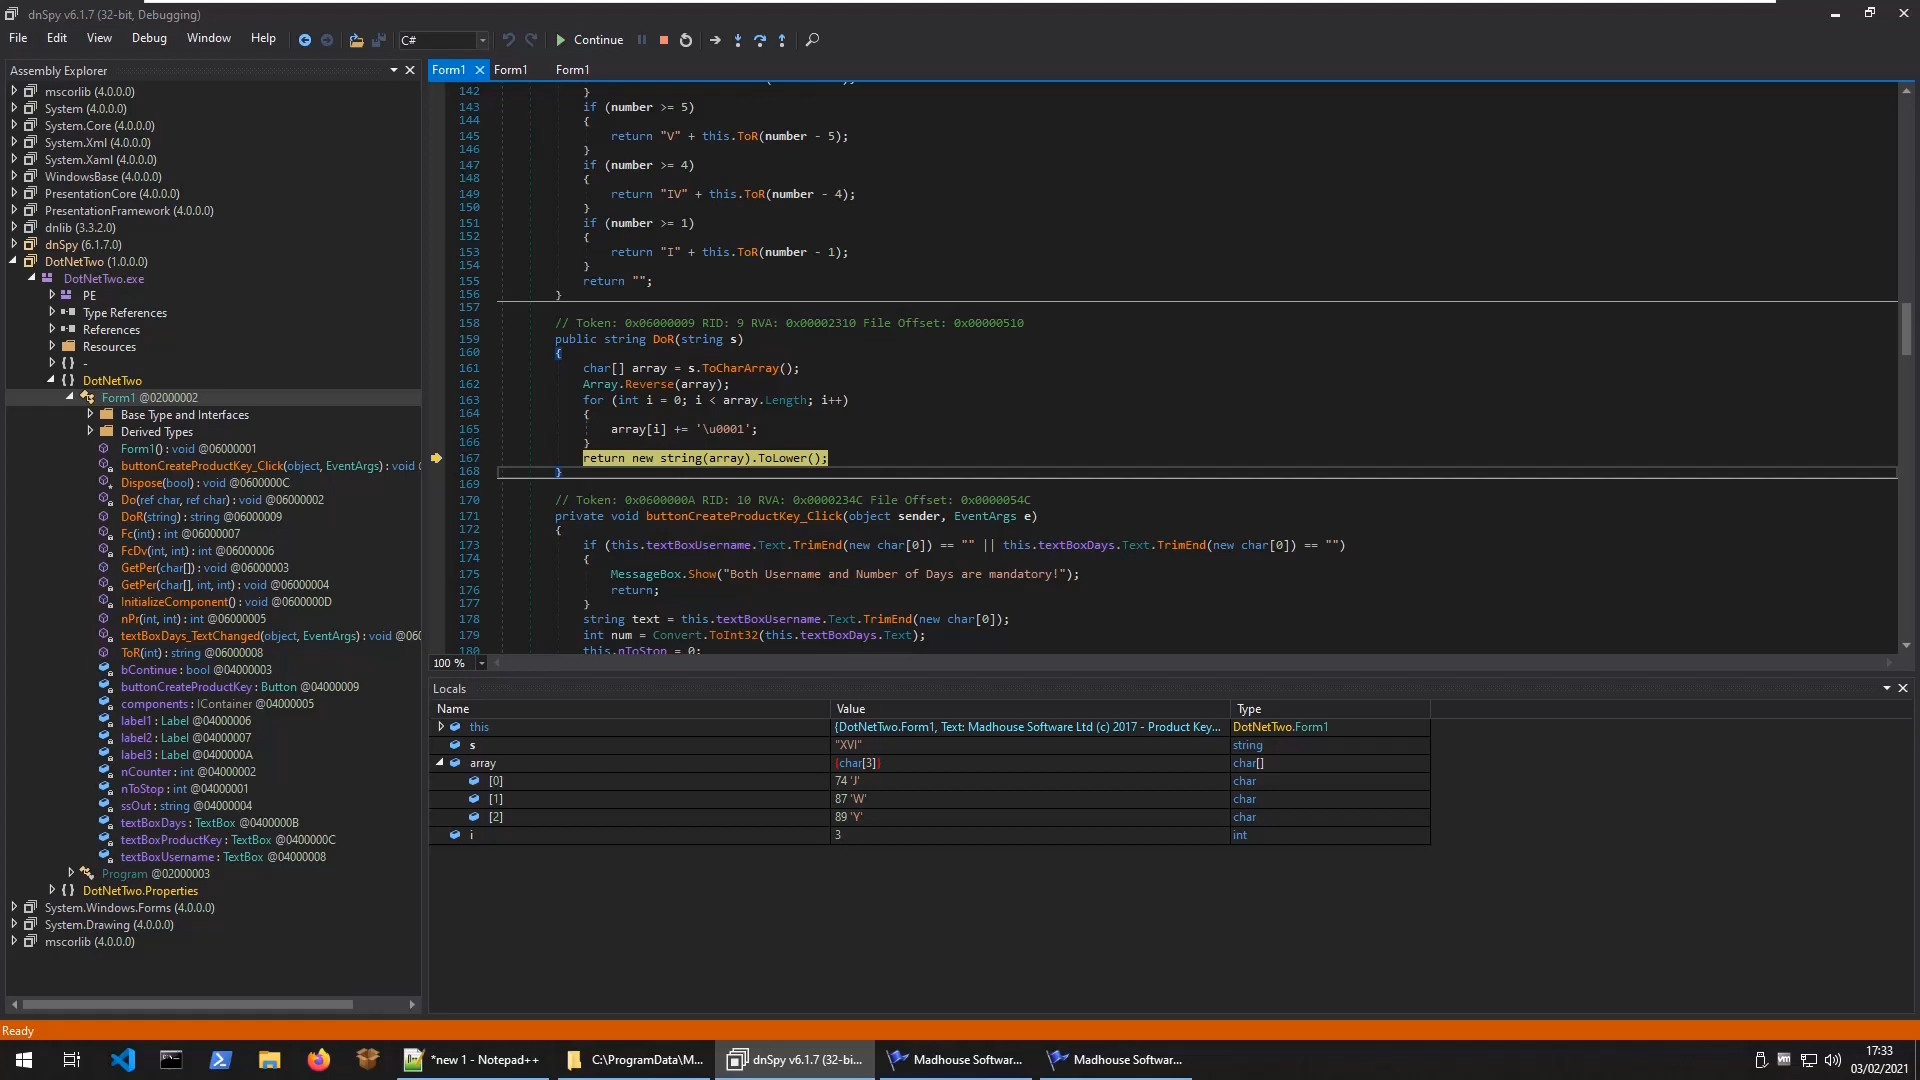 dnSpy v6.1.7 (32-bit, Debugging)
File Edit View Debug Window Help C# Continue
Assembly Explorer
mscorlib (4.0.0.0)
System (4.0.0.0)
System.Core (4.0.0.0)
System.Xml (4.0.0.0)
System.Xaml (4.0.0.0)
WindowsBase (4.0.0.0)
PresentationCore (4.0.0.0)
PresentationFramework (4.0.0.0)
dnlib (3.3.2.0)
dnSpy (6.1.7.0)
DotNetTwo (1.0.0.0)
DotNetTwo.exe
PE
Type References
References
Resources
{ } -
{ } DotNetTwo
Form1 @02000002
Base Type and Interfaces
Derived Types
Form1() : void @06000001
buttonCreateProductKey_Click(object, EventArgs) : void @
Dispose(bool) : void @0600000C
Do(ref char, ref char) : void @06000002
DoR(string) : string @06000009
Fc(int) : int @06000007
FcDv(int, int) : int @06000006
GetPer(char[]) : void @06000003
GetPer(char[], int, int) : void @06000004
InitializeComponent() : void @0600000D
nPr(int, int) : int @06000005
textBoxDays_TextChanged(object, EventArgs) : void @060
ToR(int) : string @06000008
bContinue : bool @04000003
buttonCreateProductKey : Button @04000009
components : IContainer @04000005
label1 : Label @04000006
label2 : Label @04000007
label3 : Label @0400000A
nCounter : int @04000002
nToStop : int @04000001
ssOut : string @04000004
textBoxDays : TextBox @0400000B
textBoxProductKey : TextBox @0400000C
textBoxUsername : TextBox @04000008
Program @02000003
{ } DotNetTwo.Properties
System.Windows.Forms (4.0.0.0)
System.Drawing (4.0.0.0)
mscorlib (4.0.0.0)
Form1 Form1 Form1
142 }
143 if (number >= 5)
144 {
145 return "V" + this.ToR(number - 5);
146 }
147 if (number >= 4)
148 {
149 return "IV" + this.ToR(number - 4);
150 }
151 if (number >= 1)
152 {
153 return "I" + this.ToR(number - 1);
154 }
155 return "";
156 }
157
158 // Token: 0x06000009 RID: 9 RVA: 0x00002310 File Offset: 0x00000510
159 public string DoR(string s)
160 {
161 char[] array = s.ToCharArray();
162 Array.Reverse(array);
163 for (int i = 0; i < array.Length; i++)
164 {
165 array[i] += '\u0001';
166 }
167 return new string(array).ToLower();
168 }
169
170 // Token: 0x0600000A RID: 10 RVA: 0x0000234C File Offset: 0x0000054C
171 private void buttonCreateProductKey_Click(object sender, EventArgs e)
172 {
173 if (this.textBoxUsername.Text.TrimEnd(new char[0]) == "" || this.textBoxDays.Text.TrimEnd(new char[0]) == "")
174 {
175 MessageBox.Show("Both Username and Number of Days are mandatory!");
176 return;
177 }
178 string text = this.textBoxUsername.Text.TrimEnd(new char[0]);
179 int num = Convert.ToInt32(this.textBoxDays.Text);
180 this.nToStop = 0;
100 %
Locals
Name Value Type
this {DotNetTwo.Form1, Text: Madhouse Software Ltd (c) 2017 - Product Key... DotNetTwo.Form1
s "XVI" string
array {char[3]} char[]
[0] 74 'J' char
[1] 87 'W' char
[2] 89 'Y' char
i 3 int
Ready
*new 1 - Notepad++ C:\ProgramData\M... dnSpy v6.1.7 (32-bi... Madhouse Softwar... Madhouse Softwar...
17:33
03/02/2021